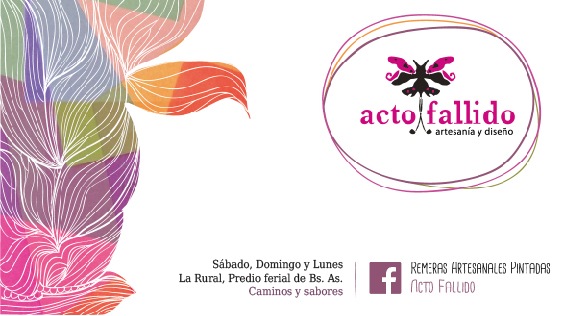 acto fallido
artesanía y diseño
Sábado, Domingo y Lunes
La Rural, Predio ferial de Bs. As.
Caminos y sabores
Remeras Artesanales Pintadas
Acto Fallido